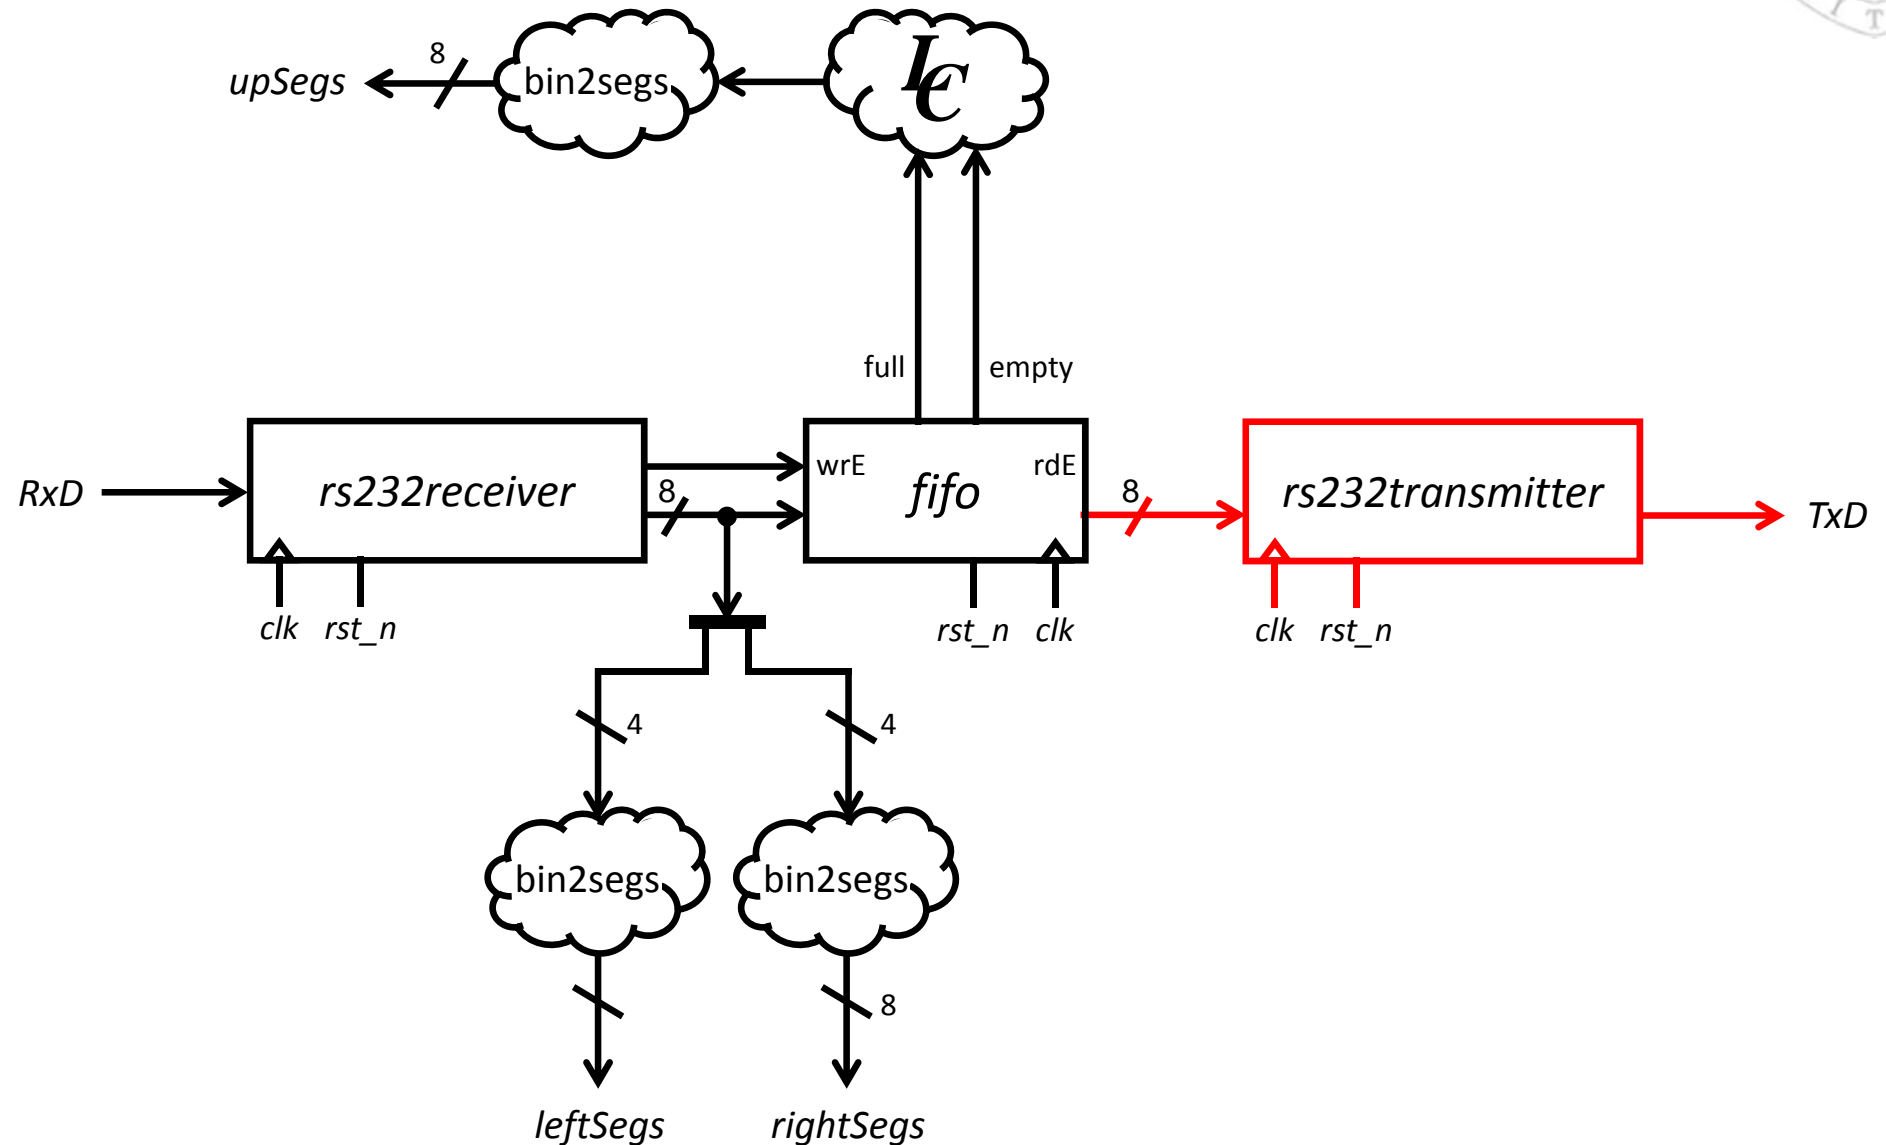 8
upSegs
bin2segs
LC
full
empty
RxD
rs232receiver
8
wrE
fifo
rdE
8
rs232transmitter
TxD
clk
rst_n
rst_n
clk
clk
rst_n
4
4
bin2segs
bin2segs
8
leftSegs
rightSegs